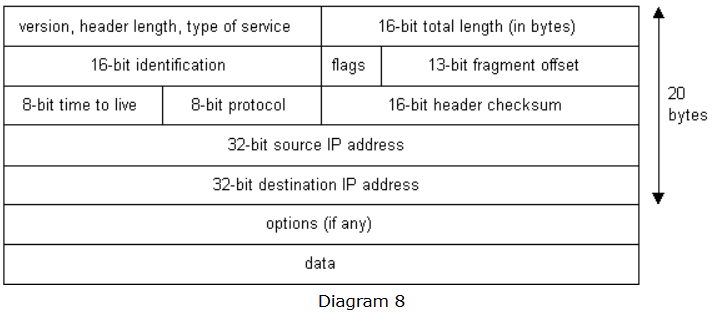 version, header length, type of service 16-bit total length (in bytes)
16-bit identification flags 13-bit fragment offset
8-bit time to live 8-bit protocol 16-bit header checksum
20
bytes
32-bit source IP address
32-bit destination IP address
options (if any)
data
Diagram 8